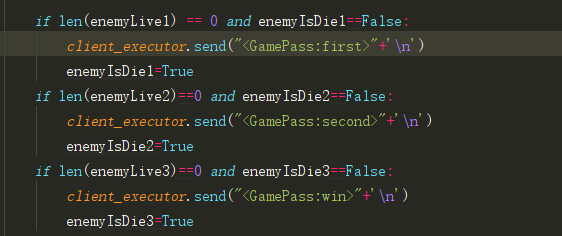 if len(enemyLive1) == 0 and enemyIsDie1==False:
client_executor.send("<GamePass:first>"+'\n')
enemyIsDie1=True
if len(enemyLive2)==0 and enemyIsDie2==False:
client_executor.send("<GamePass:second>"+'\n')
enemyIsDie2=True
if len(enemyLive3)==0 and enemyIsDie3==False:
client_executor.send("<GamePass:win>"+'\n')
enemyIsDie3=True